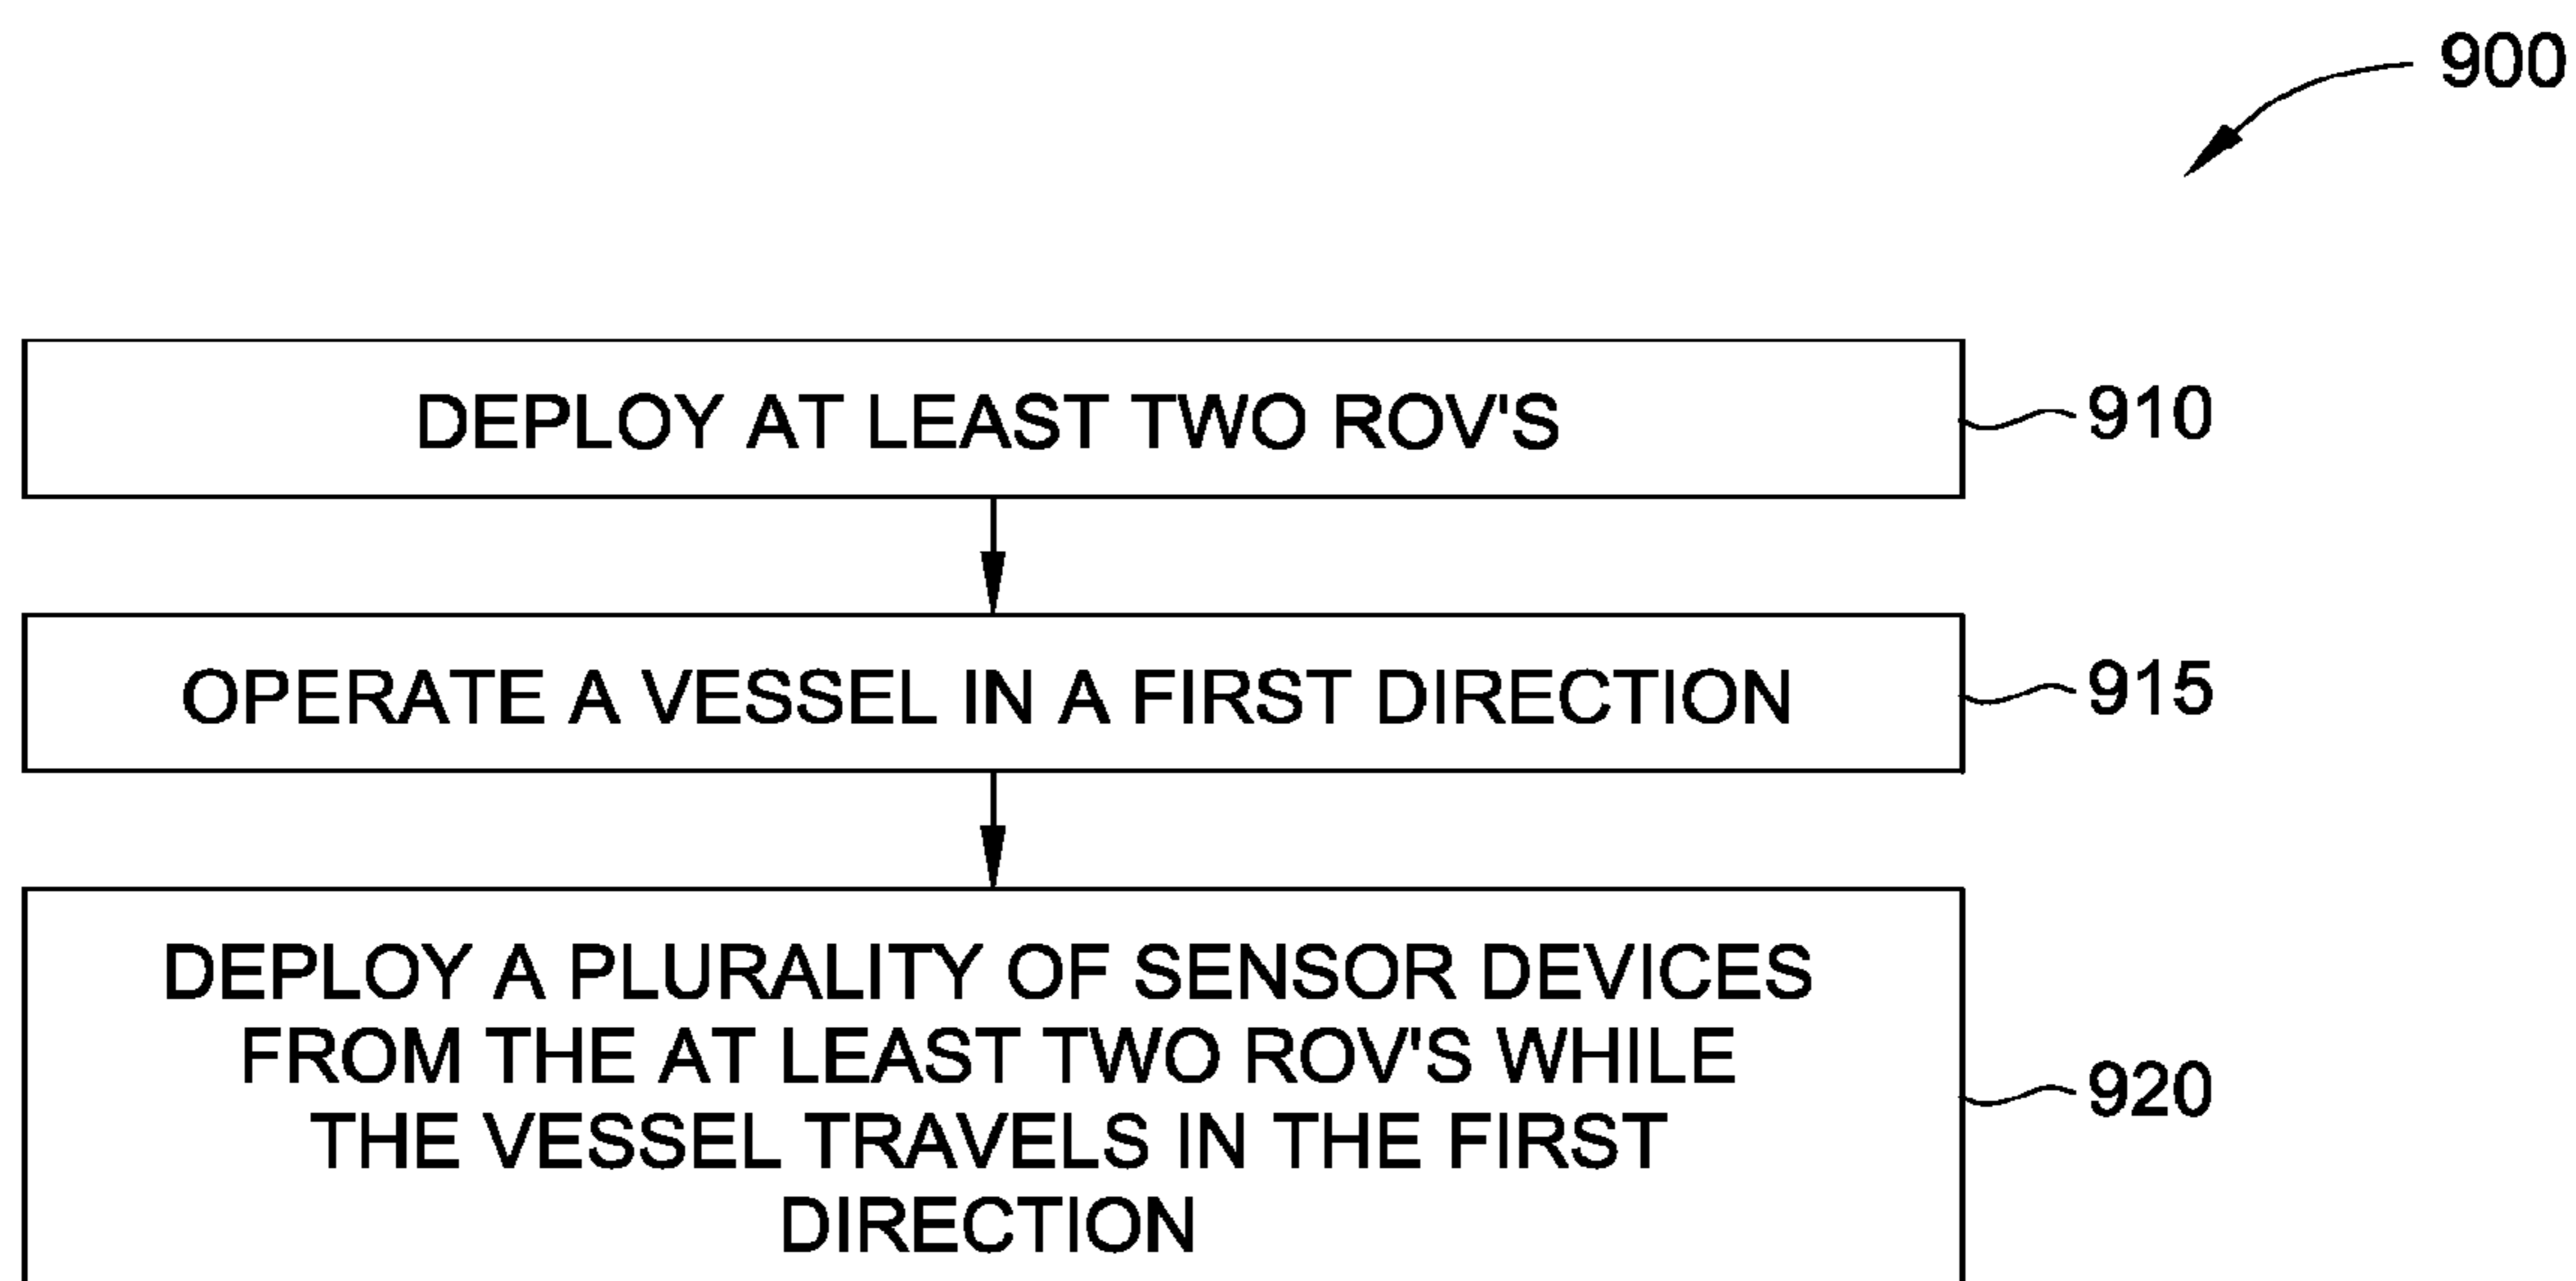 900
DEPLOY AT LEAST TWO ROV'S
910
OPERATE A VESSEL IN A FIRST DIRECTION
915
DEPLOY A PLURALITY OF SENSOR DEVICES
FROM THE AT LEAST TWO ROV'S WHILE
THE VESSEL TRAVELS IN THE FIRST
DIRECTION
920